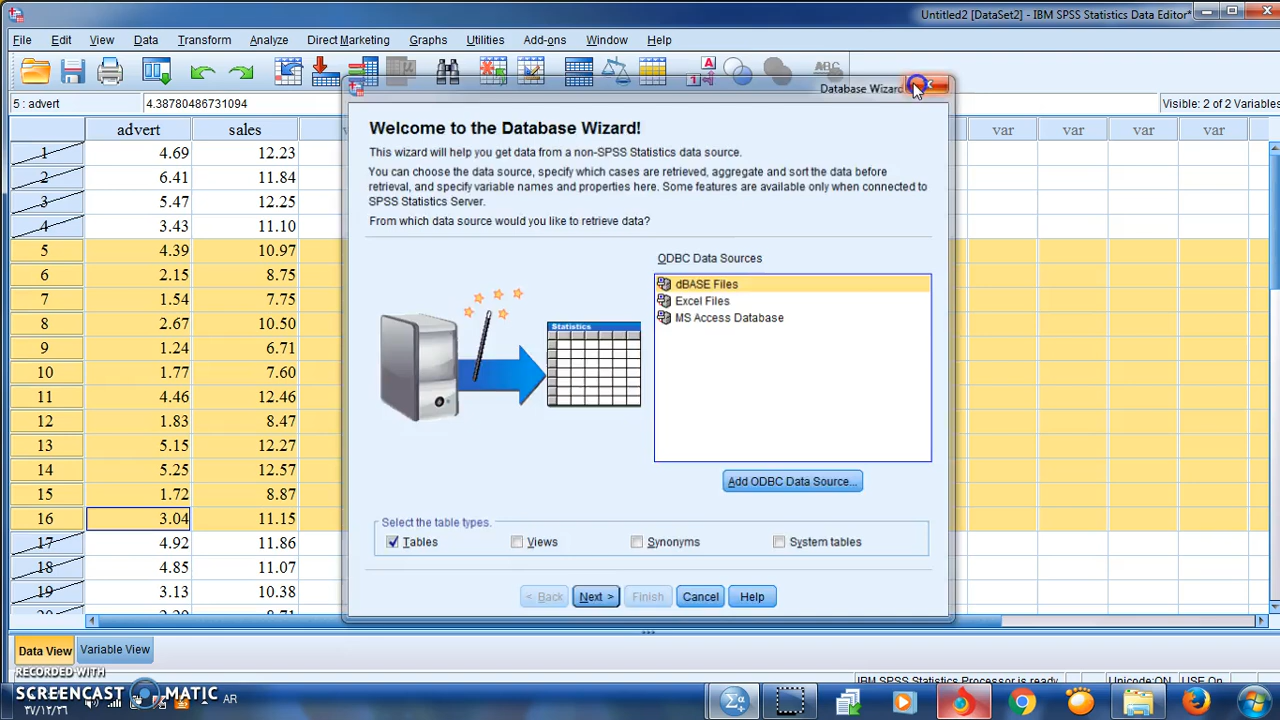 Untitled2 [DataSet2] - IBM SPSS Statistics Data Editor*
File Edit View Data Transform Analyze Direct Marketing Graphs Utilities Add-ons Window Help
5 : advert 4.38780486731094 Visible: 2 of 2 Variables
advert sales var var var var
1 4.69 12.23
2 6.41 11.84
3 5.47 12.25
4 3.43 11.10
5 4.39 10.97
6 2.15 8.75
7 1.54 7.75
8 2.67 10.50
9 1.24 6.71
10 1.77 7.60
11 4.46 12.46
12 1.83 8.47
13 5.15 12.27
14 5.25 12.57
15 1.72 8.87
16 3.04 11.15
17 4.92 11.86
18 4.85 11.07
19 3.13 10.38
Database Wizard
Welcome to the Database Wizard!
This wizard will help you get data from a non-SPSS Statistics data source.
You can choose the data source, specify which cases are retrieved, aggregate and sort the data before
retrieval, and specify variable names and properties here. Some features are available only when connected to
SPSS Statistics Server.
From which data source would you like to retrieve data?
ODBC Data Sources
dBASE Files
Excel Files
MS Access Database
Statistics
Add ODBC Data Source...
Select the table types.
Tables Views Synonyms System tables
< Back Next > Finish Cancel Help
Data View Variable View
IBM SPSS Statistics Processor is ready Unicode:ON
RECORDED WITH
SCREENCAST MATIC
AR